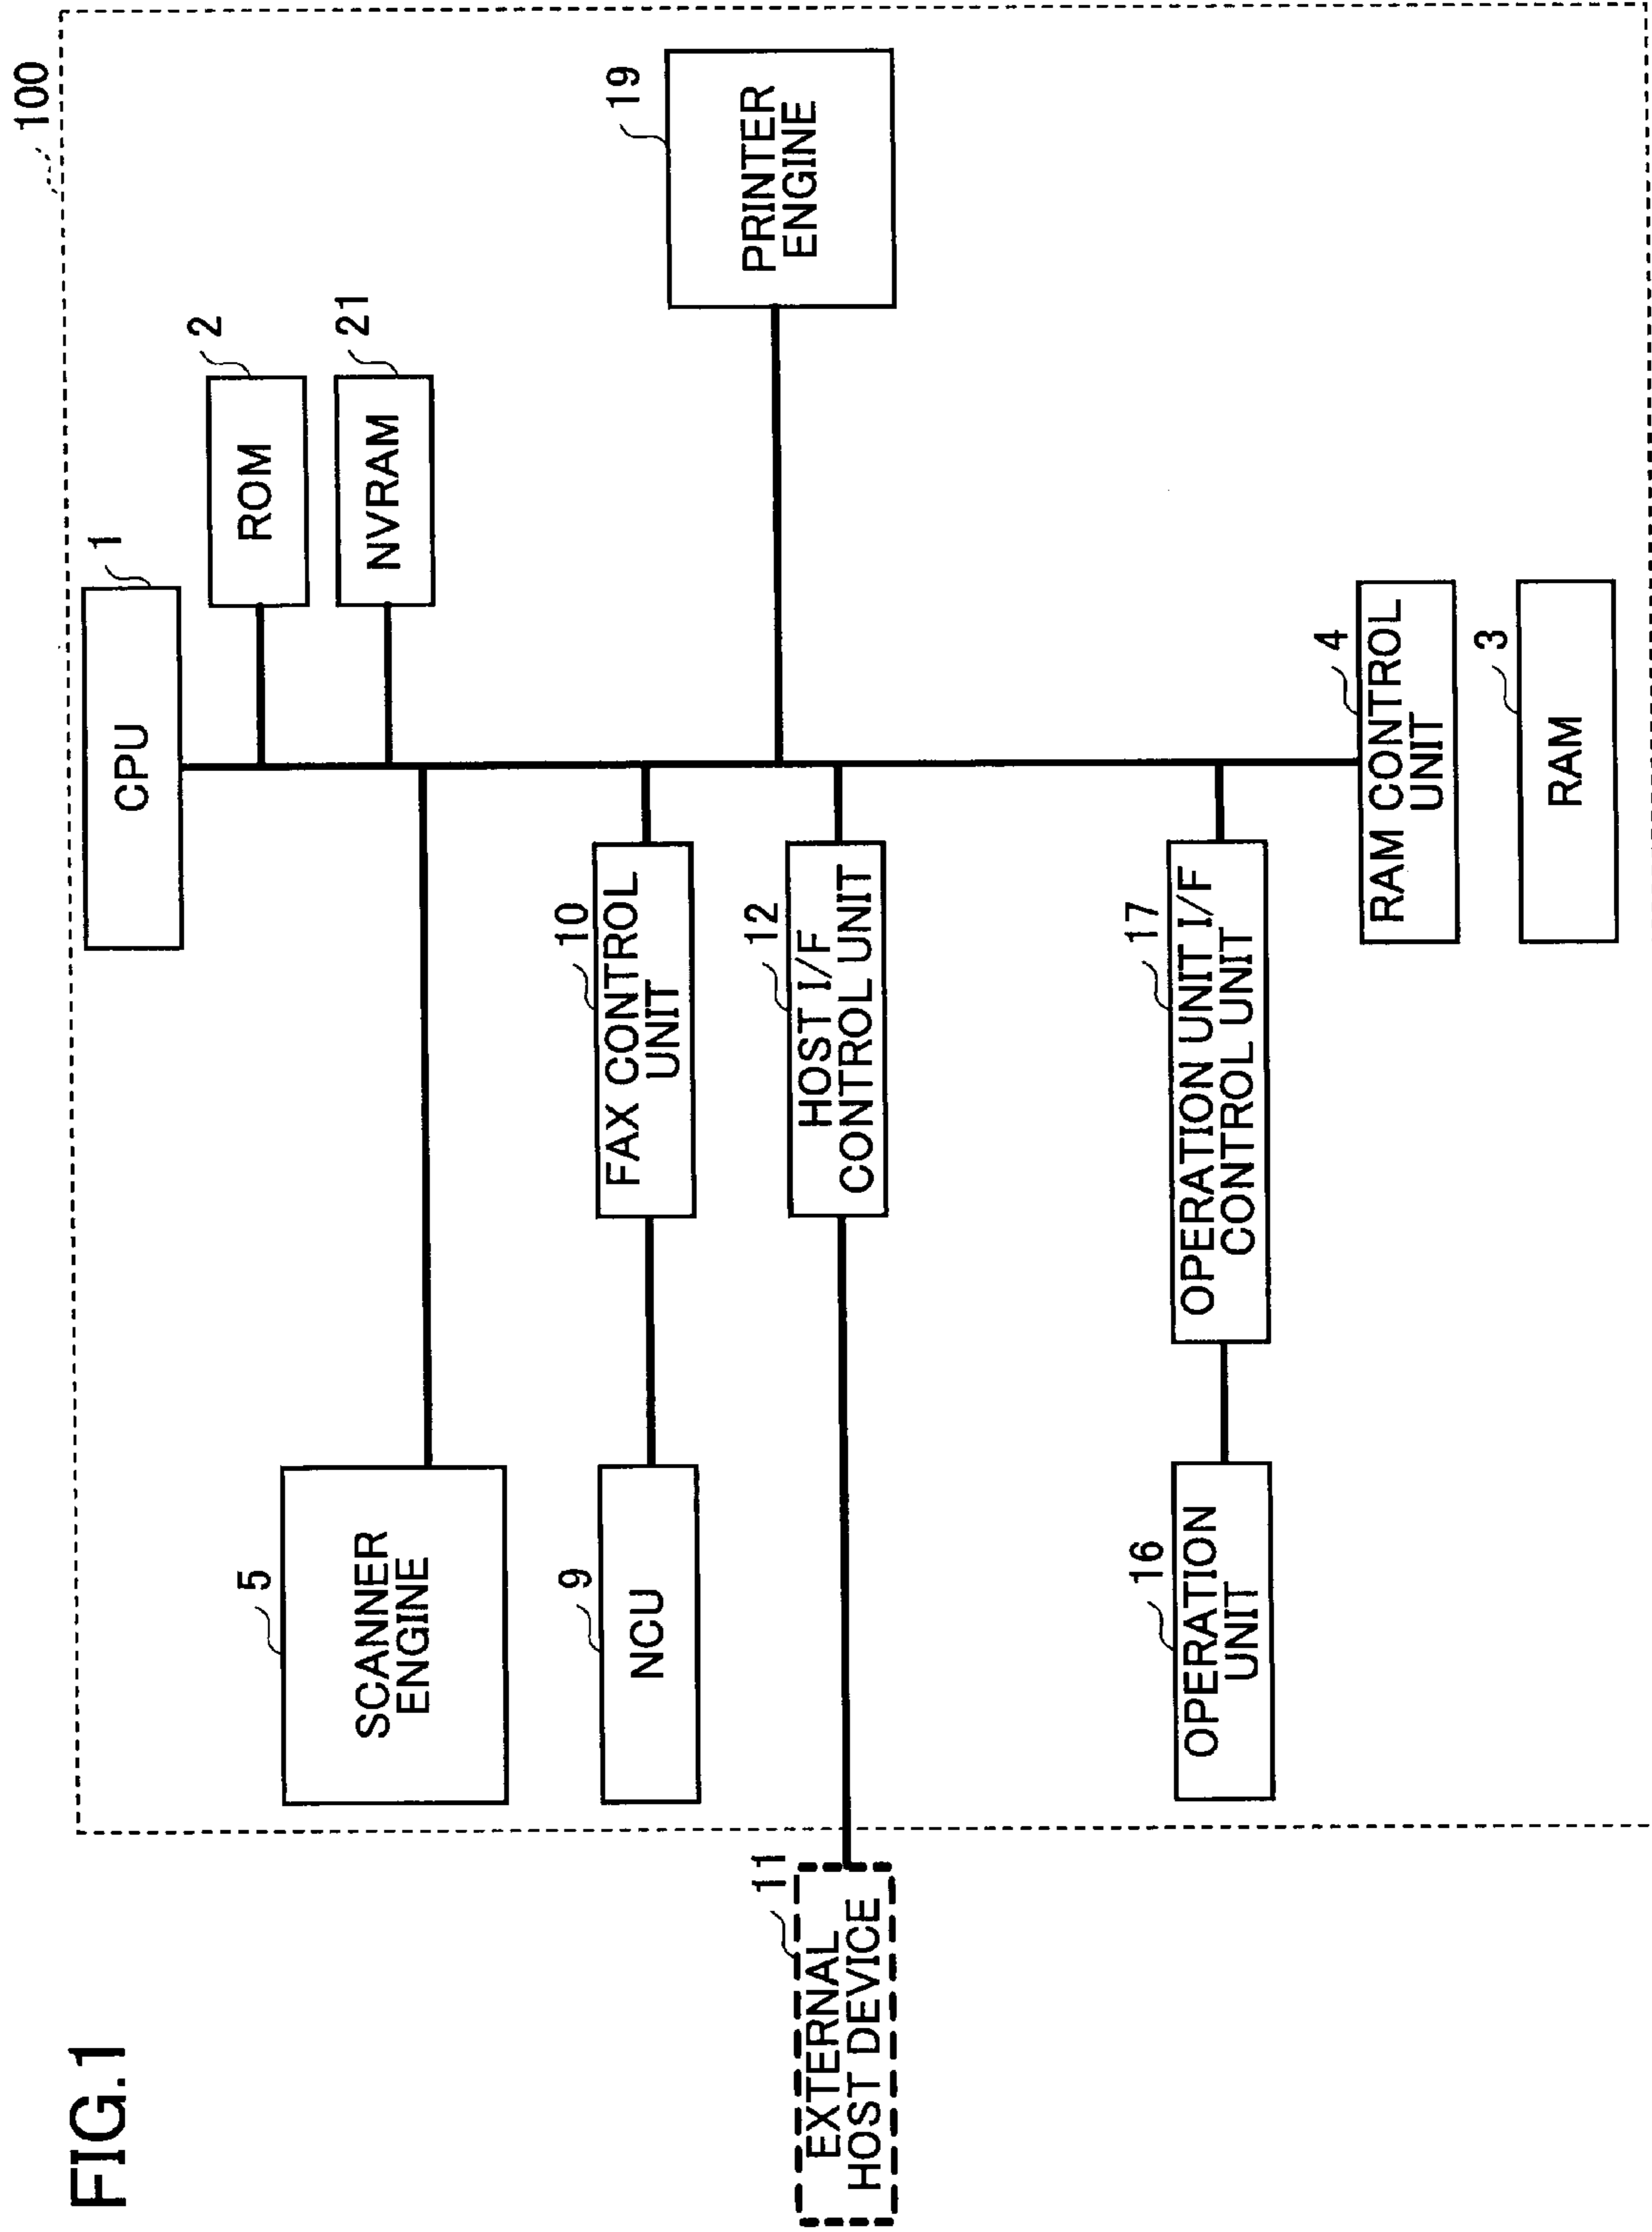 FIG.1
100
CPU
1
ROM
2
NVRAM
21
SCANNER
ENGINE
5
PRINTER
ENGINE
19
NCU
9
FAX CONTROL
UNIT
10
EXTERNAL
HOST DEVICE
11
HOST I/F
CONTROL UNIT
12
OPERATION
UNIT
16
OPERATION UNIT I/F
CONTROL UNIT
17
RAM CONTROL
UNIT
4
RAM
3